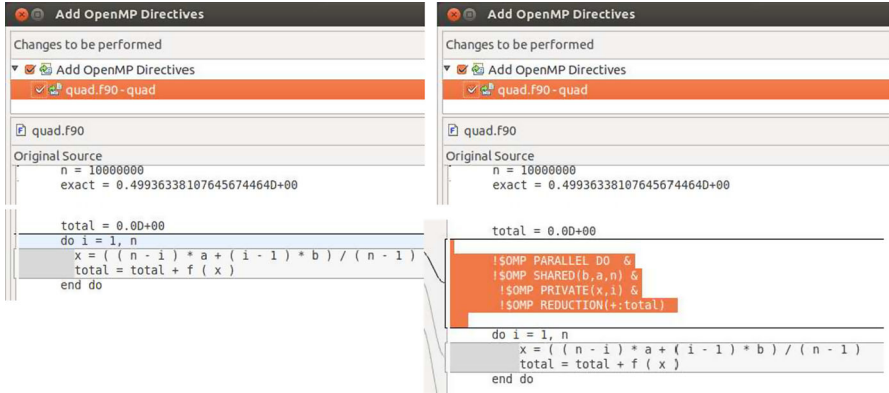 Add OpenMP Directives
Changes to be performed
Add OpenMP Directives
quad.f90 - quad
quad.f90
Original Source
n = 10000000
exact = 0.49936338107645674464D+00
total = 0.0D+00
do i = 1, n
x = ( ( n - i ) * a + ( i - 1 ) * b ) / ( n - 1 )
total = total + f ( x )
end do
Add OpenMP Directives
Changes to be performed
Add OpenMP Directives
quad.f90 - quad
quad.f90
Original Source
n = 10000000
exact = 0.49936338107645674464D+00
total = 0.0D+00
!$OMP PARALLEL DO &
!$OMP SHARED(b,a,n) &
!$OMP PRIVATE(x,i) &
!$OMP REDUCTION(+:total)
do i = 1, n
x = ( ( n - i ) * a + ( i - 1 ) * b ) / ( n - 1 )
total = total + f ( x )
end do